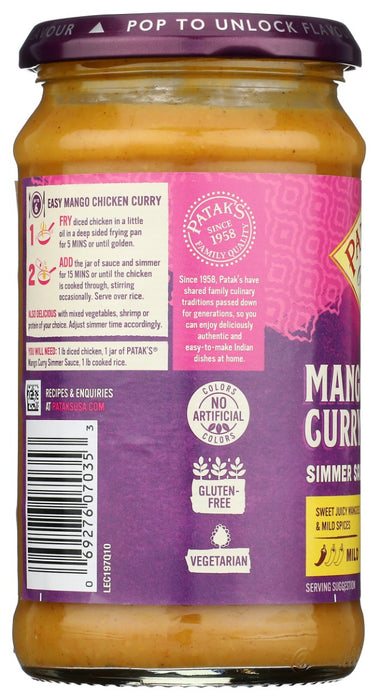 POP TO UNLOCK FLAV
EASY MANGO CHICKEN CURRY
1
FRY diced chicken in a little
oil in a deep sided frying pan
for 5 MINS or until golden.
2
ADD the jar of sauce and simmer
for 15 MINS or until the chicken
is cooked through, stirring
occasionally. Serve over rice.
ALSO DELICIOUS with mixed vegetables, shrimp or
protein of your choice. Adjust simmer time accordingly.
YOU WILL NEED: 1 lb diced chicken, 1 jar of PATAK'S®
Mango Curry Simmer Sauce, 1 lb cooked rice.
RECIPES & ENQUIRIES
AT PATAKSUSA.COM
0 69276 07035 3
LEC197Q10
PATAK'S
SINCE
1958
FAMILY QUALITY
Since 1958, Patak's have
shared family culinary
traditions passed down
for generations, so you
can enjoy deliciously
authentic and
easy-to-make Indian
dishes at home.
COLORS
NO
ARTIFICIAL
COLORS
GLUTEN-
FREE
VEGETARIAN
PA
MANG
CURRY
SIMMER SA
SWEET JUICY MANGOES
& MILD SPICES
MILD
SERVING SUGGESTION